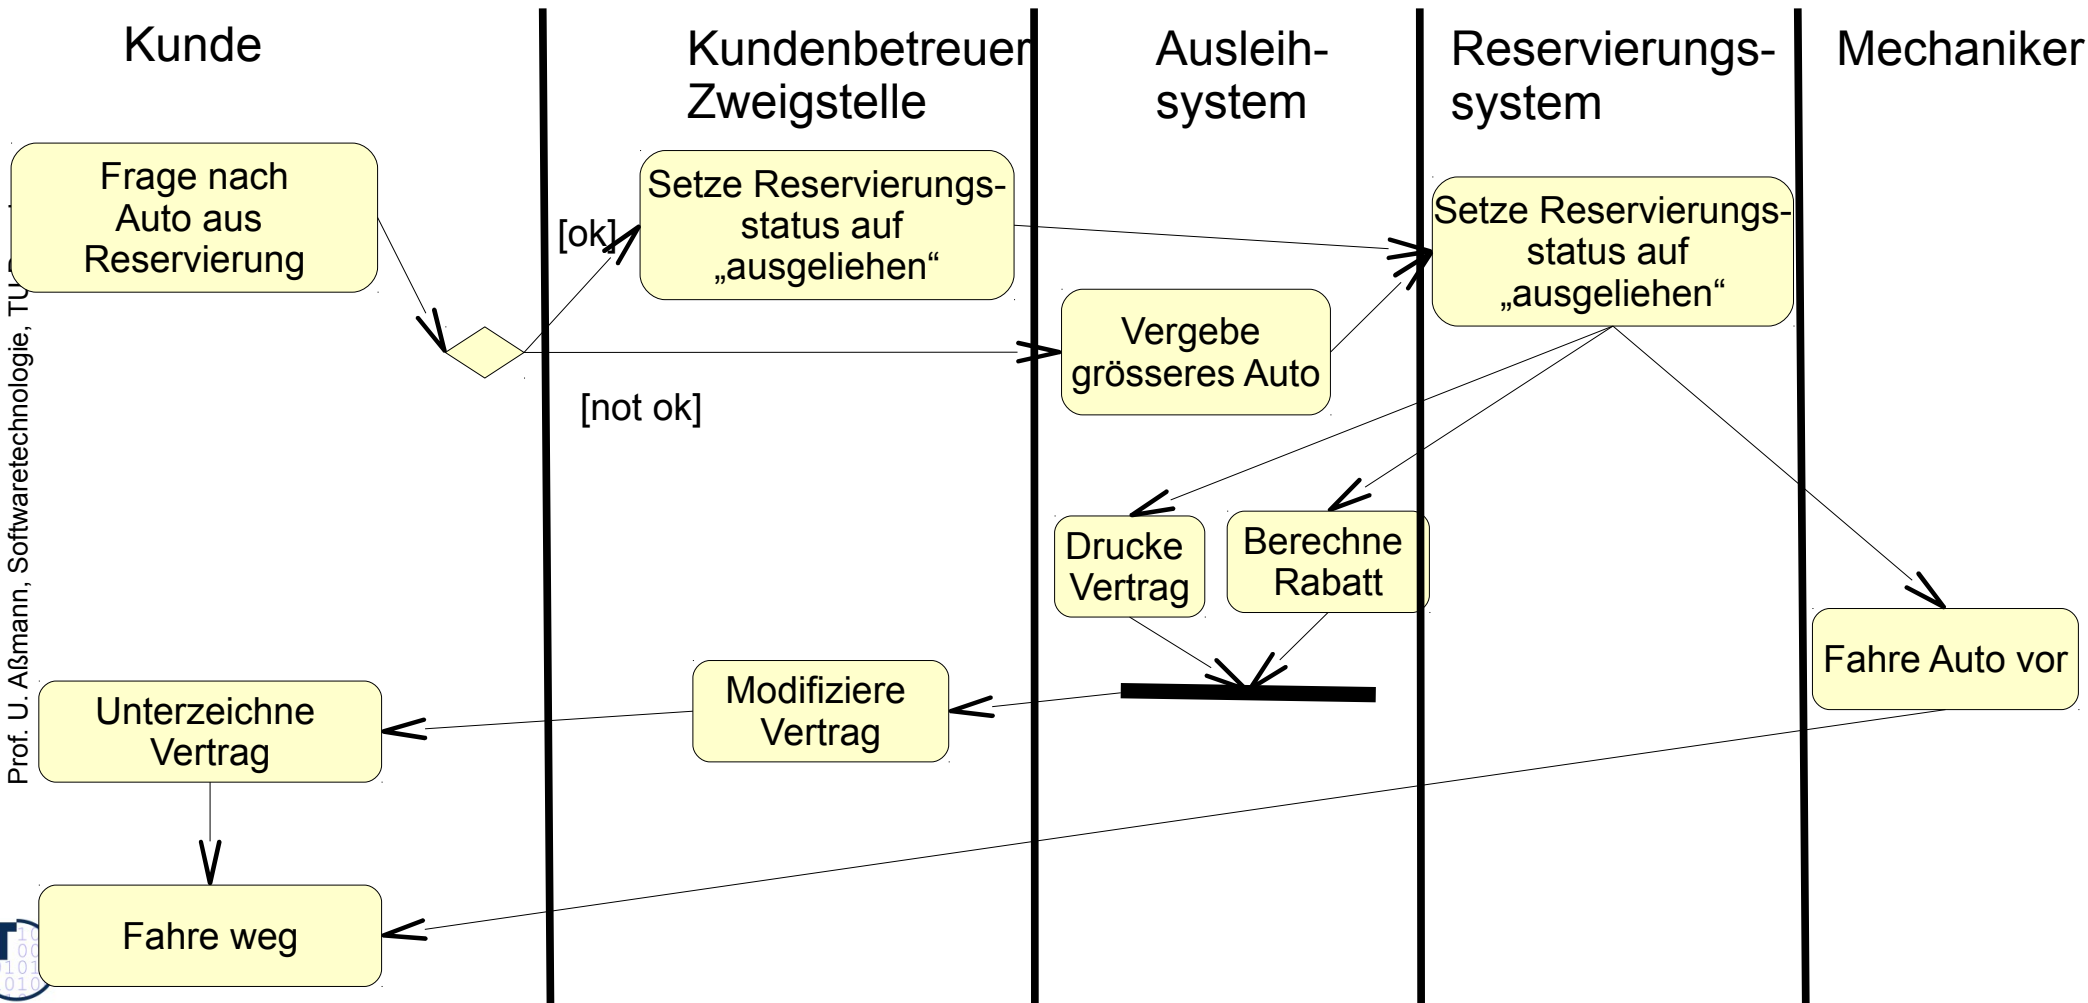 Kunde
Kundenbetreuer
Zweigstelle
Ausleih-
system
Reservierungs-
system
Mechaniker
Frage nach
Auto aus
Reservierung
[ok]
Setze Reservierungs-
status auf
„ausgeliehen“
Setze Reservierungs-
status auf
„ausgeliehen“
Vergebe
grösseres Auto
[not ok]
Drucke
Vertrag
Berechne
Rabatt
Fahre Auto vor
Modifiziere
Vertrag
Unterzeichne
Vertrag
Fahre weg
Prof. U. Aßmann, Softwaretechnologie, TU